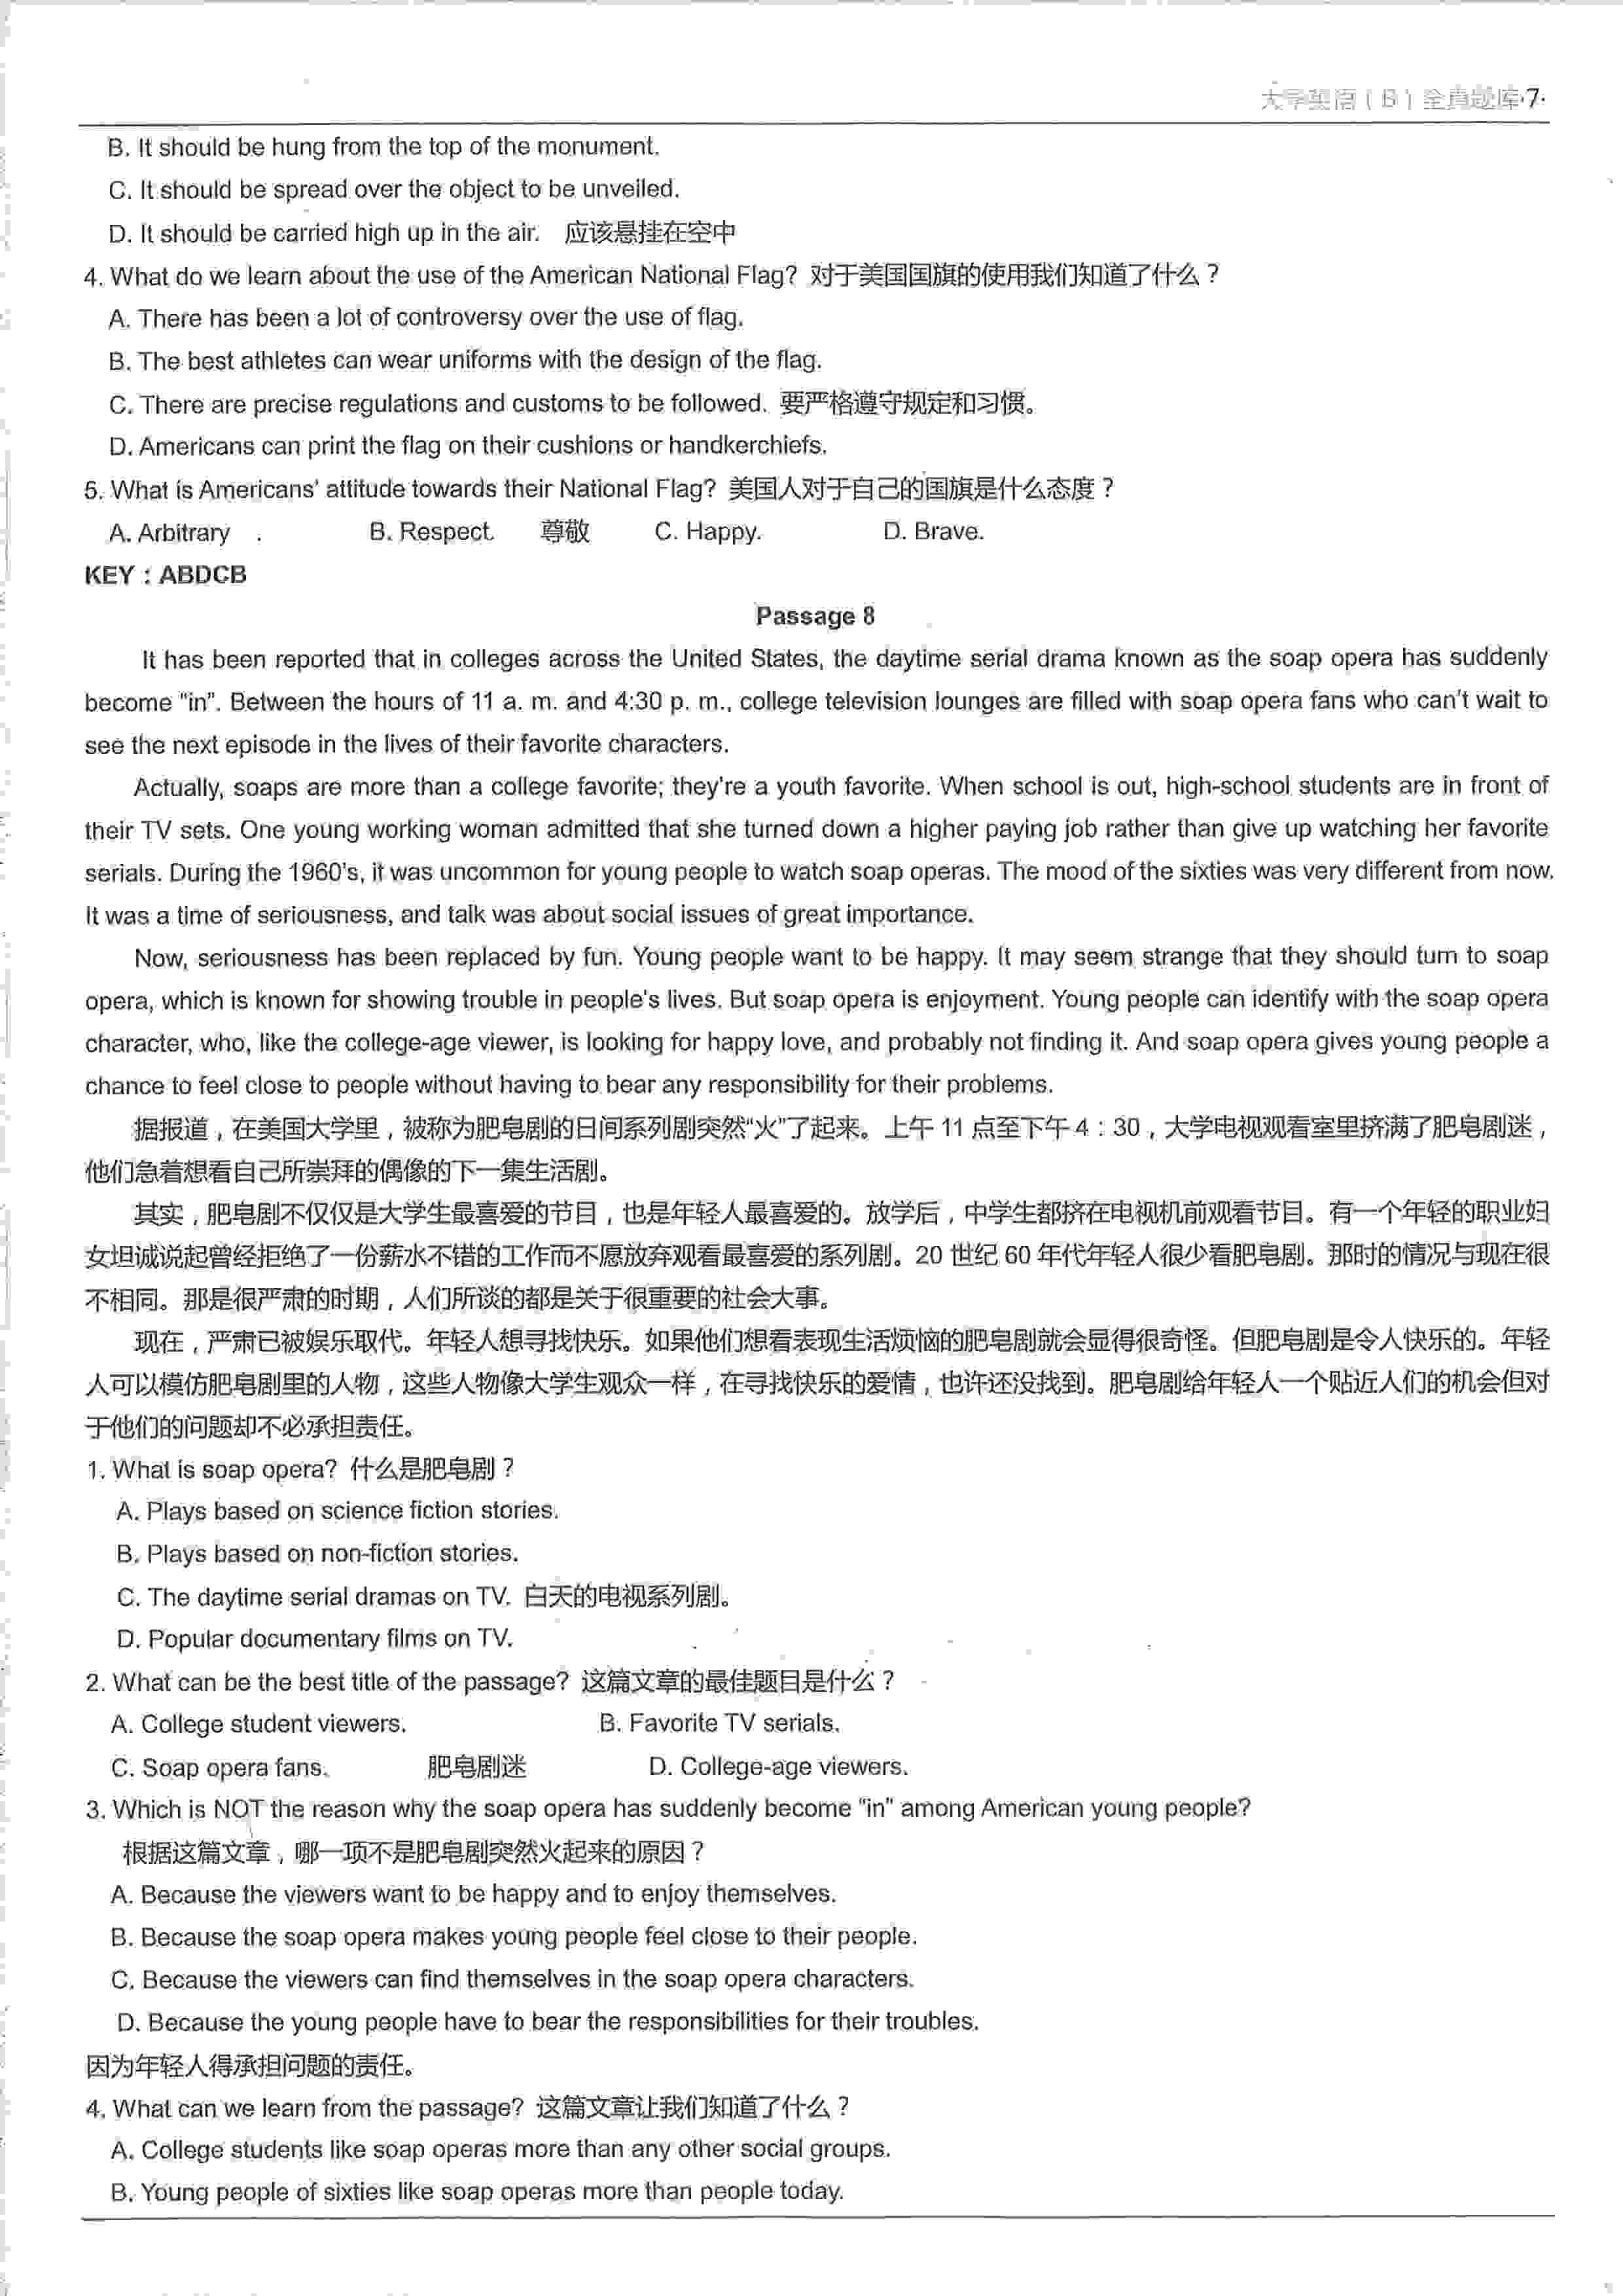 大学英语（B）全真题库·7·
B. It should be hung from the top of the monument.
C. It should be spread over the object to be unveiled.
D. It should be carried high up in the air. 应该悬挂在空中
4. What do we learn about the use of the American National Flag? 对于美国国旗的使用我们知道了什么？
A. There has been a lot of controversy over the use of flag.
B. The best athletes can wear uniforms with the design of the flag.
C. There are precise regulations and customs to be followed. 要严格遵守规定和习惯。
D. Americans can print the flag on their cushions or handkerchiefs.
5. What is Americans' attitude towards their National Flag? 美国人对于自己的国旗是什么态度？
A. Arbitrary . B. Respect. 尊敬 C. Happy. D. Brave.
KEY：ABDCB
Passage 8
It has been reported that in colleges across the United States, the daytime serial drama known as the soap opera has suddenly
become “in”. Between the hours of 11 a. m. and 4:30 p. m., college television lounges are filled with soap opera fans who can't wait to
see the next episode in the lives of their favorite characters.
Actually, soaps are more than a college favorite; they're a youth favorite. When school is out, high-school students are in front of
their TV sets. One young working woman admitted that she turned down a higher paying job rather than give up watching her favorite
serials. During the 1960's, it was uncommon for young people to watch soap operas. The mood of the sixties was very different from now.
It was a time of seriousness, and talk was about social issues of great importance.
Now, seriousness has been replaced by fun. Young people want to be happy. It may seem strange that they should turn to soap
opera, which is known for showing trouble in people's lives. But soap opera is enjoyment. Young people can identify with the soap opera
character, who, like the college-age viewer, is looking for happy love, and probably not finding it. And soap opera gives young people a
chance to feel close to people without having to bear any responsibility for their problems.
据报道，在美国大学里，被称为肥皂剧的日间系列剧突然“火”了起来。上午 11 点至下午 4：30，大学电视观看室里挤满了肥皂剧迷，
他们急着想看自己所崇拜的偶像的下一集生活剧。
其实，肥皂剧不仅仅是大学生最喜爱的节目，也是年轻人最喜爱的。放学后，中学生都挤在电视机前观看节目。有一个年轻的职业妇
女坦诚说起曾经拒绝了一份薪水不错的工作而不愿放弃观看最喜爱的系列剧。20 世纪 60 年代年轻人很少看肥皂剧。那时的情况与现在很
不相同。那是很严肃的时期，人们所谈的都是关于很重要的社会大事。
现在，严肃已被娱乐取代。年轻人想寻找快乐。如果他们想看表现生活烦恼的肥皂剧就会显得很奇怪。但肥皂剧是令人快乐的。年轻
人可以模仿肥皂剧里的人物，这些人物像大学生观众一样，在寻找快乐的爱情，也许还没找到。肥皂剧给年轻人一个贴近人们的机会但对
于他们的问题却不必承担责任。
1. What is soap opera? 什么是肥皂剧？
A. Plays based on science fiction stories.
B. Plays based on non-fiction stories.
C. The daytime serial dramas on TV. 白天的电视系列剧。
D. Popular documentary films on TV.
2. What can be the best title of the passage? 这篇文章的最佳题目是什么？
A. College student viewers. B. Favorite TV serials.
C. Soap opera fans. 肥皂剧迷 D. College-age viewers.
3. Which is NOT the reason why the soap opera has suddenly become "in" among American young people?
根据这篇文章，哪一项不是肥皂剧突然火起来的原因？
A. Because the viewers want to be happy and to enjoy themselves.
B. Because the soap opera makes young people feel close to their people.
C. Because the viewers can find themselves in the soap opera characters.
D. Because the young people have to bear the responsibilities for their troubles.
因为年轻人得承担问题的责任。
4. What can we learn from the passage? 这篇文章让我们知道了什么？
A. College students like soap operas more than any other social groups.
B. Young people of sixties like soap operas more than people today.